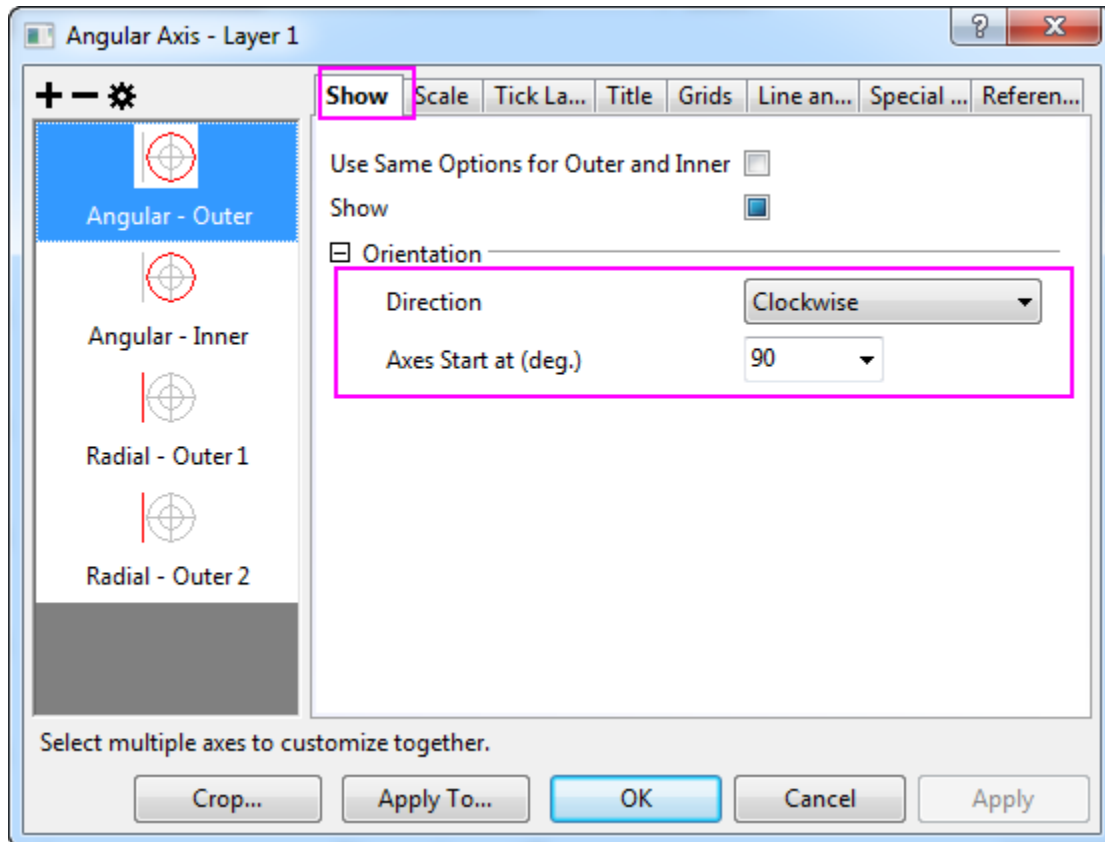 Angular Axis - Layer 1
Show Scale Tick La... Title Grids Line an... Special ... Referen...
Angular - Outer
Angular - Inner
Radial - Outer 1
Radial - Outer 2
Use Same Options for Outer and Inner
Show
Orientation
Direction Clockwise
Axes Start at (deg.) 90
Select multiple axes to customize together.
Crop... Apply To... OK Cancel Apply